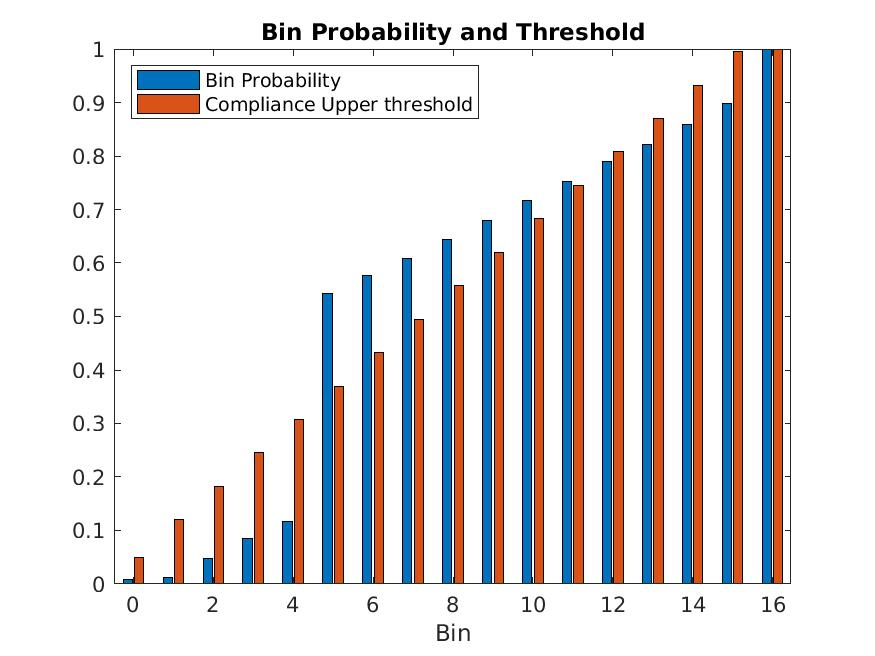 Bin Probability and Threshold
Bin Probability
Compliance Upper threshold
1
0.9
0.8
0.7
0.6
0.5
0.4
0.3
0.2
0.1
0
0 2 4 6 8 10 12 14 16
Bin